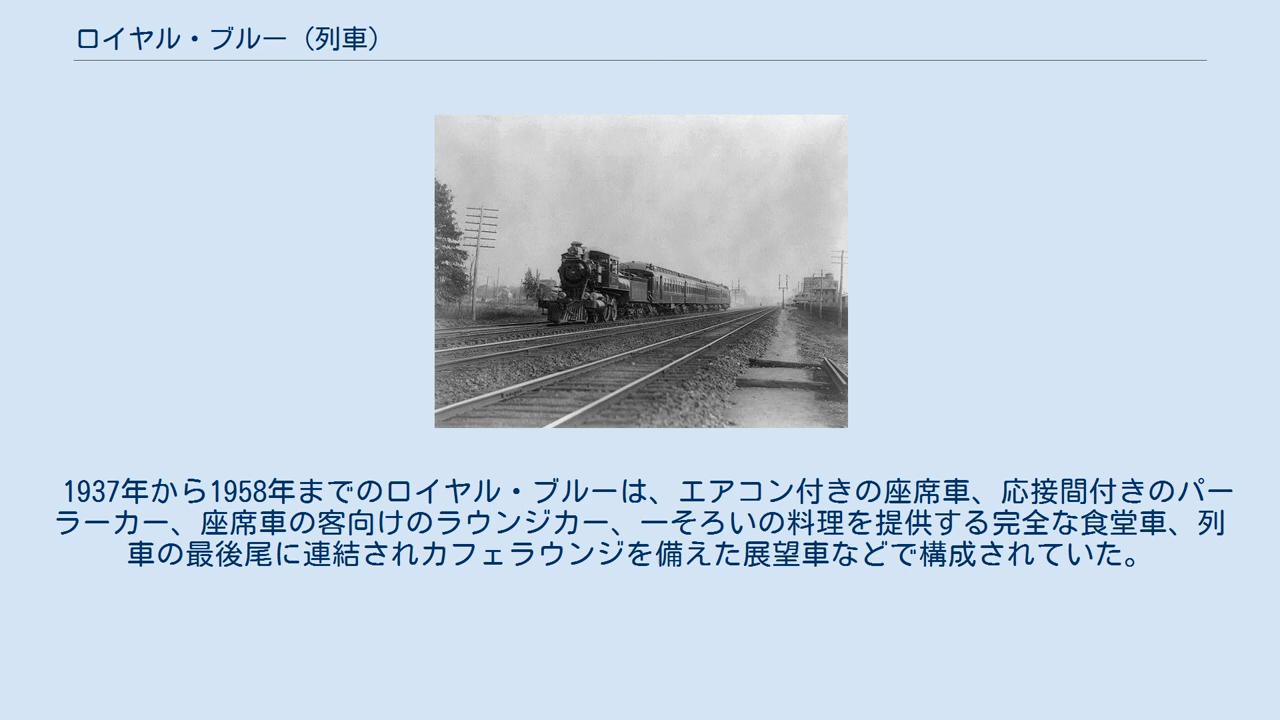 ロイヤル・ブルー（列車）
1937年から1958年までのロイヤル・ブルーは、エアコン付きの座席車、応接間付きのパー
ラーカー、座席車の客向けのラウンジカー、一そろいの料理を提供する完全な食堂車、列
車の最後尾に連結されカフェラウンジを備えた展望車などで構成されていた。